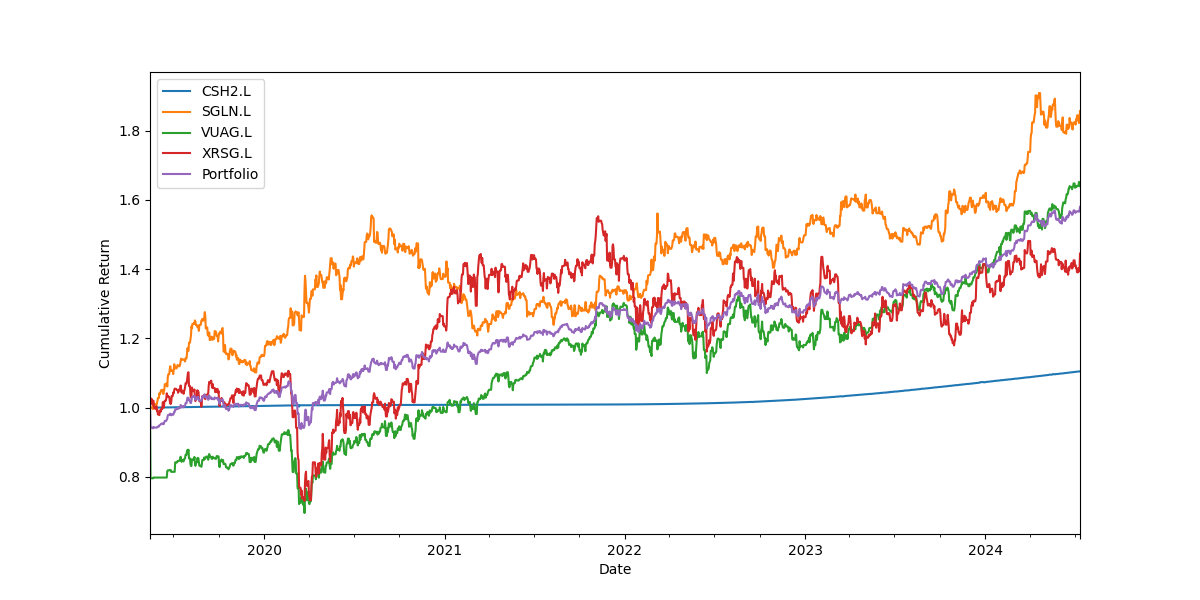 CSH2.L
SGLN.L
VUAG.L
XRSG.L
Portfolio
Cumulative Return
1.8
1.6
1.4
1.2
1.0
0.8
2020 2021 2022 2023 2024
Date